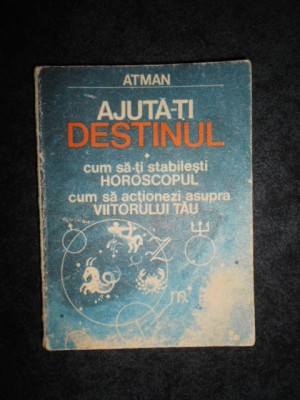 ATMAN
AJUTĂ-ȚI
DESTINUL
cum să-ți stabilești
HOROSCOPUL
cum să acționezi asupra
VIITORULUI TĂU